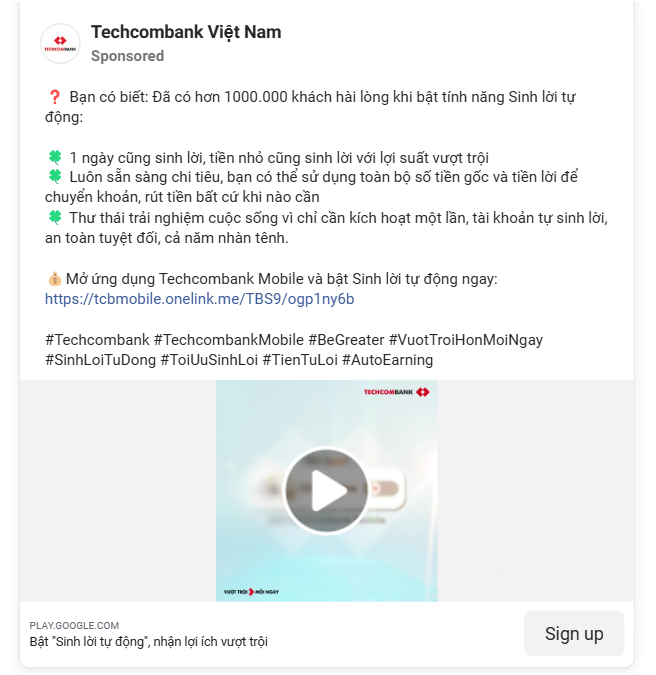 TECHCOMBANK
Techcombank Việt Nam
Sponsored
❓ Bạn có biết: Đã có hơn 1000.000 khách hài lòng khi bật tính năng Sinh lời tự
động:
🍀 1 ngày cũng sinh lời, tiền nhỏ cũng sinh lời với lợi suất vượt trội
🍀 Luôn sẵn sàng chi tiêu, bạn có thể sử dụng toàn bộ số tiền gốc và tiền lời để
chuyển khoản, rút tiền bất cứ khi nào cần
🍀 Thư thái trải nghiệm cuộc sống vì chỉ cần kích hoạt một lần, tài khoản tự sinh lời,
an toàn tuyệt đối, cả năm nhàn tênh.
💰 Mở ứng dụng Techcombank Mobile và bật Sinh lời tự động ngay:
https://tcbmobile.onelink.me/TBS9/ogp1ny6b
#Techcombank #TechcombankMobile #BeGreater #VuotTroiHonMoiNgay
#SinhLoiTuDong #ToiUuSinhLoi #TienTuLoi #AutoEarning
TECHCOMBANK
VƯỢT TRỘI MỖI NGÀY
PLAY.GOOGLE.COM
Bật "Sinh lời tự động", nhận lợi ích vượt trội
Sign up